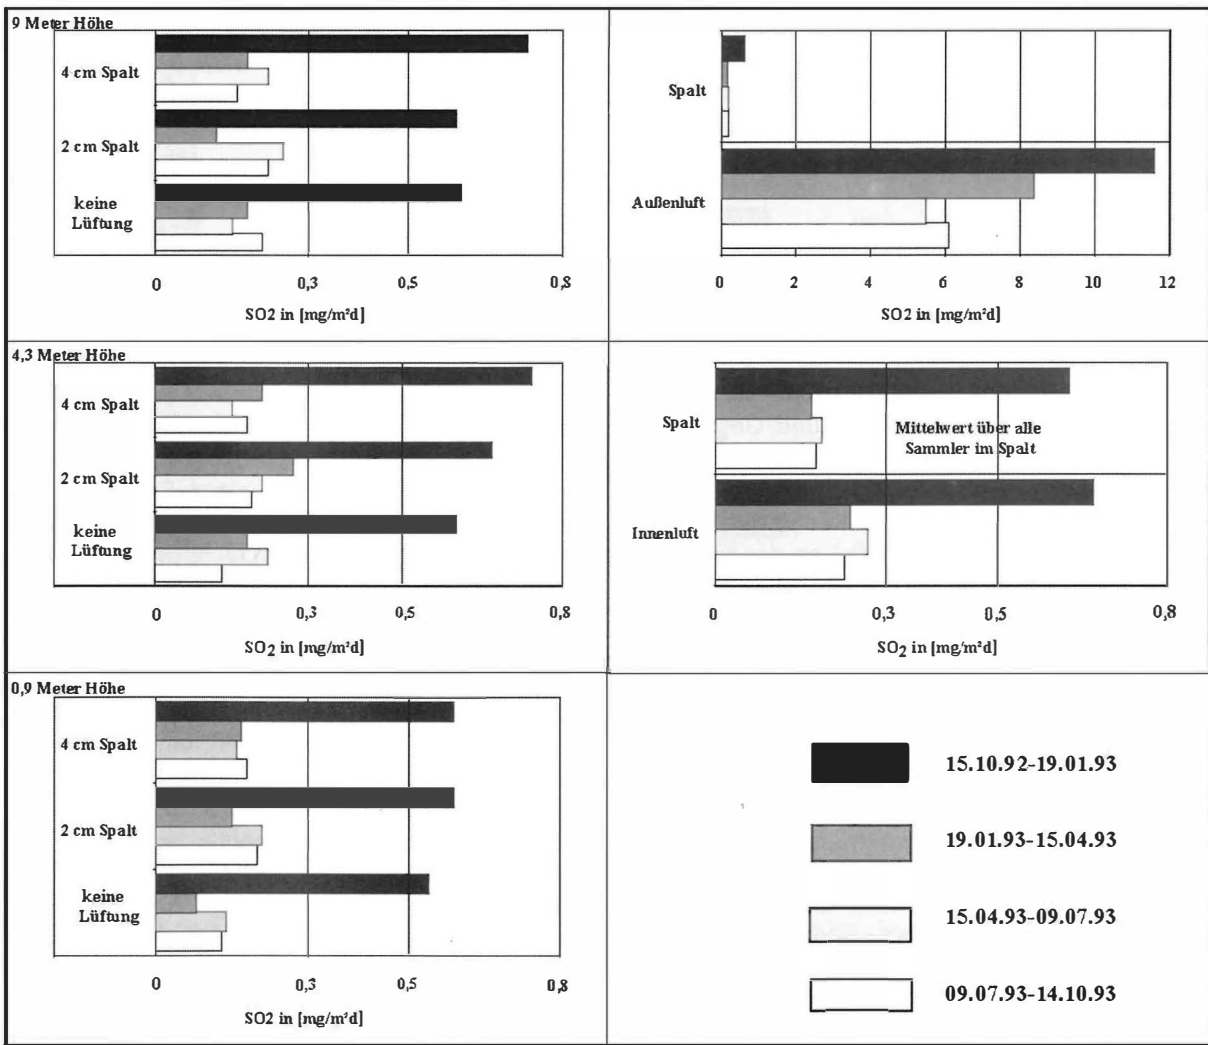 9 Meter Höhe
4 cm Spalt
2 cm Spalt
keine
Lüftung
0 0,3 0,5 0,8
SO2 in [mg/m²d]
Spalt
Außenluft
0 2 4 6 8 10 12
SO2 in [mg/m²d]
4,3 Meter Höhe
4 cm Spalt
2 cm Spalt
keine
Lüftung
0 0,3 0,5 0,8
SO₂ in [mg/m²d]
Spalt
Mittelwert über alle
Sammler im Spalt
Innenluft
0 0,3 0,5 0,8
SO₂ in [mg/m²d]
0,9 Meter Höhe
4 cm Spalt
2 cm Spalt
keine
Lüftung
0 0,3 0,5 0,8
SO2 in [mg/m²d]
15.10.92-19.01.93
19.01.93-15.04.93
15.04.93-09.07.93
09.07.93-14.10.93